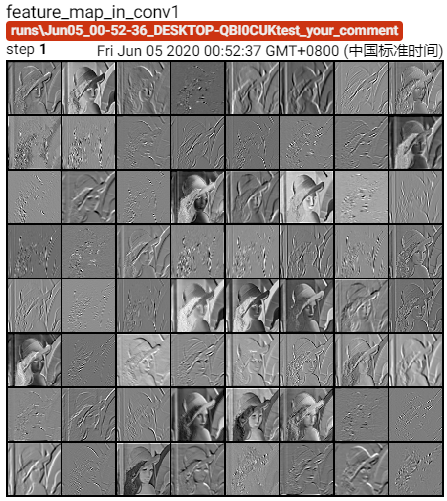 feature_map_in_conv1
runs\Jun05_00-52-36_DESKTOP-QBI0CUKtest_your_comment
step 1 Fri Jun 05 2020 00:52:37 GMT+0800 (中国标准时间)